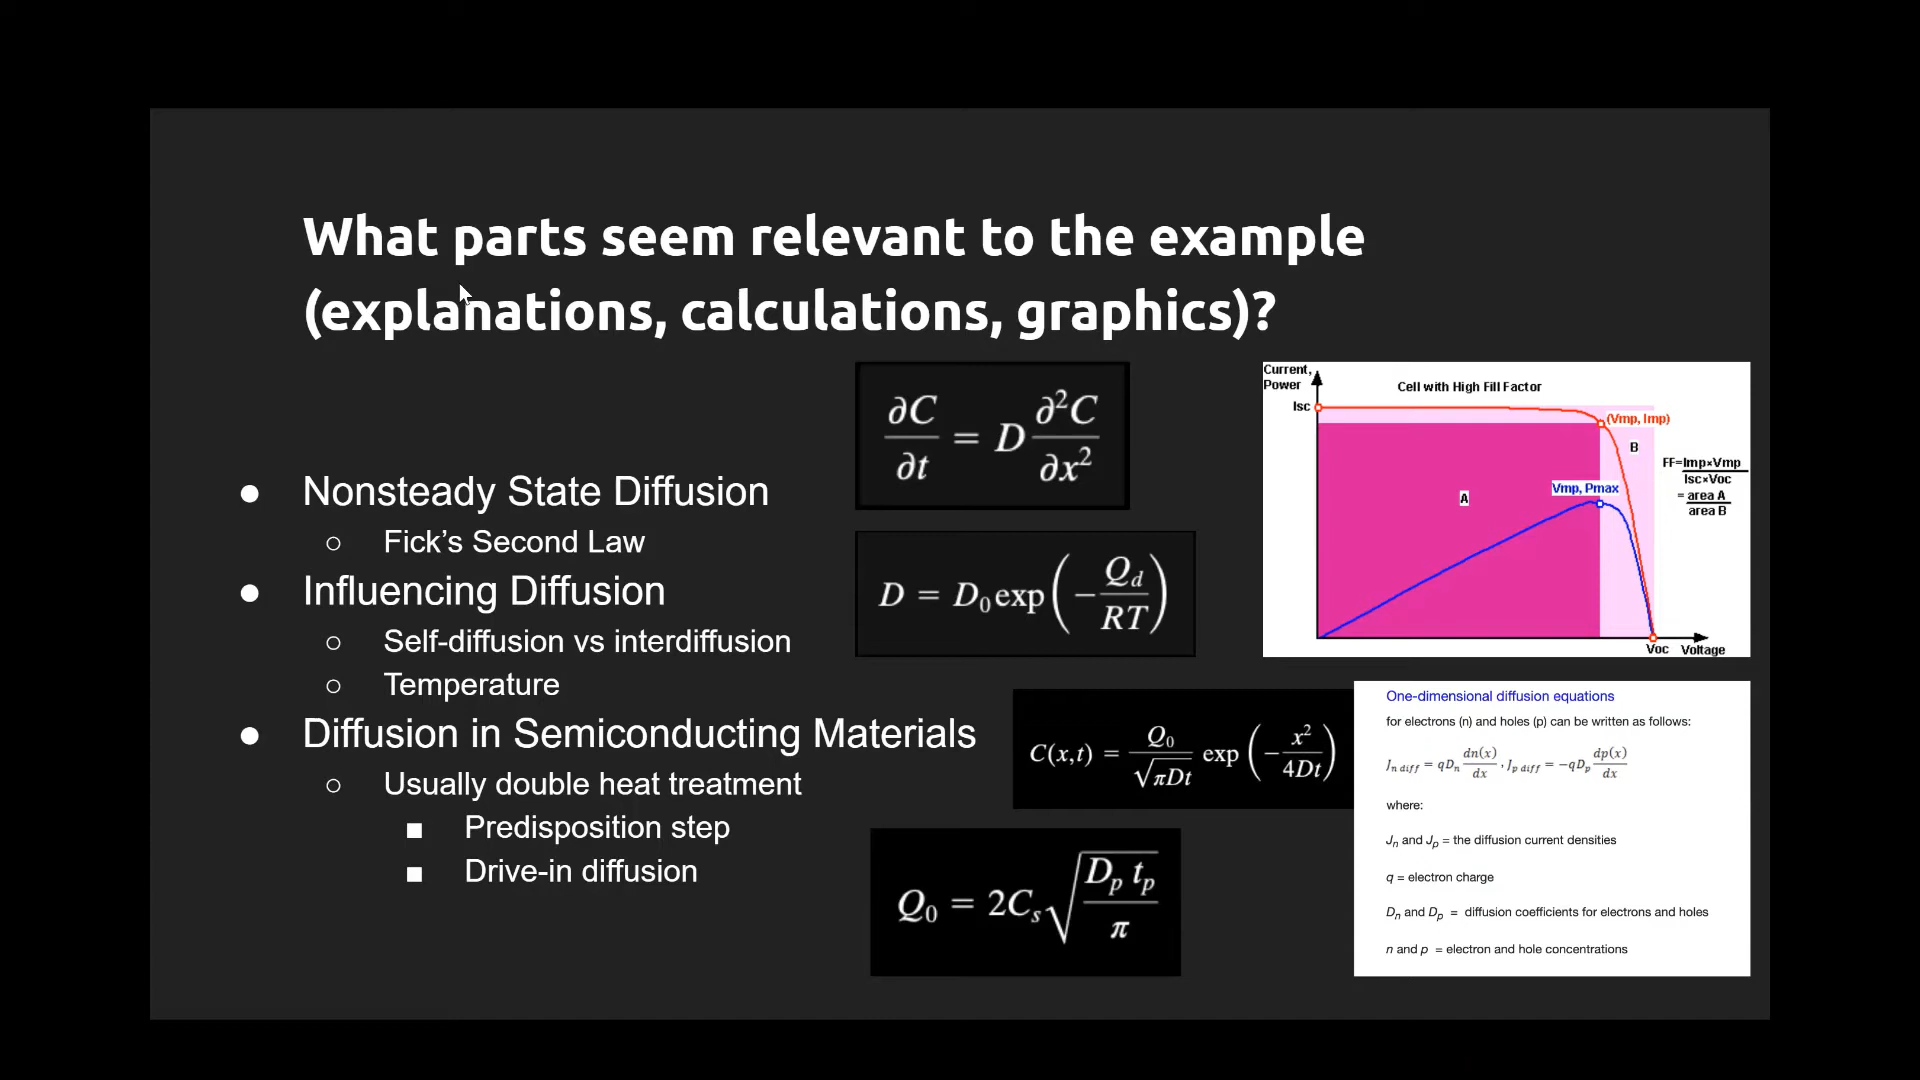 What parts seem relevant to the example
(explanations, calculations, graphics)?
● Nonsteady State Diffusion
○ Fick’s Second Law
● Influencing Diffusion
○ Self-diffusion vs interdiffusion
○ Temperature
● Diffusion in Semiconducting Materials
○ Usually double heat treatment
■ Predisposition step
■ Drive-in diffusion
∂C/∂t = D ∂²C/∂x²
D = D₀ exp(−Q_d/RT)
C(x,t) = Q₀/√(πDt) exp(−x²/4Dt)
Q₀ = 2C_s √(D_p t_p/π)
Current,
Power
Cell with High Fill Factor
Isc
(Vmp, Imp)
B
FF=Imp×Vmp
Isc×Voc
= area A
area B
Vmp, Pmax
A
Voc Voltage
One-dimensional diffusion equations
for electrons (n) and holes (p) can be written as follows:
J_n diff = qD_n dn(x)/dx , J_p diff = −qD_p dp(x)/dx
where:
J_n and J_p = the diffusion current densities
q = electron charge
D_n and D_p = diffusion coefficients for electrons and holes
n and p = electron and hole concentrations